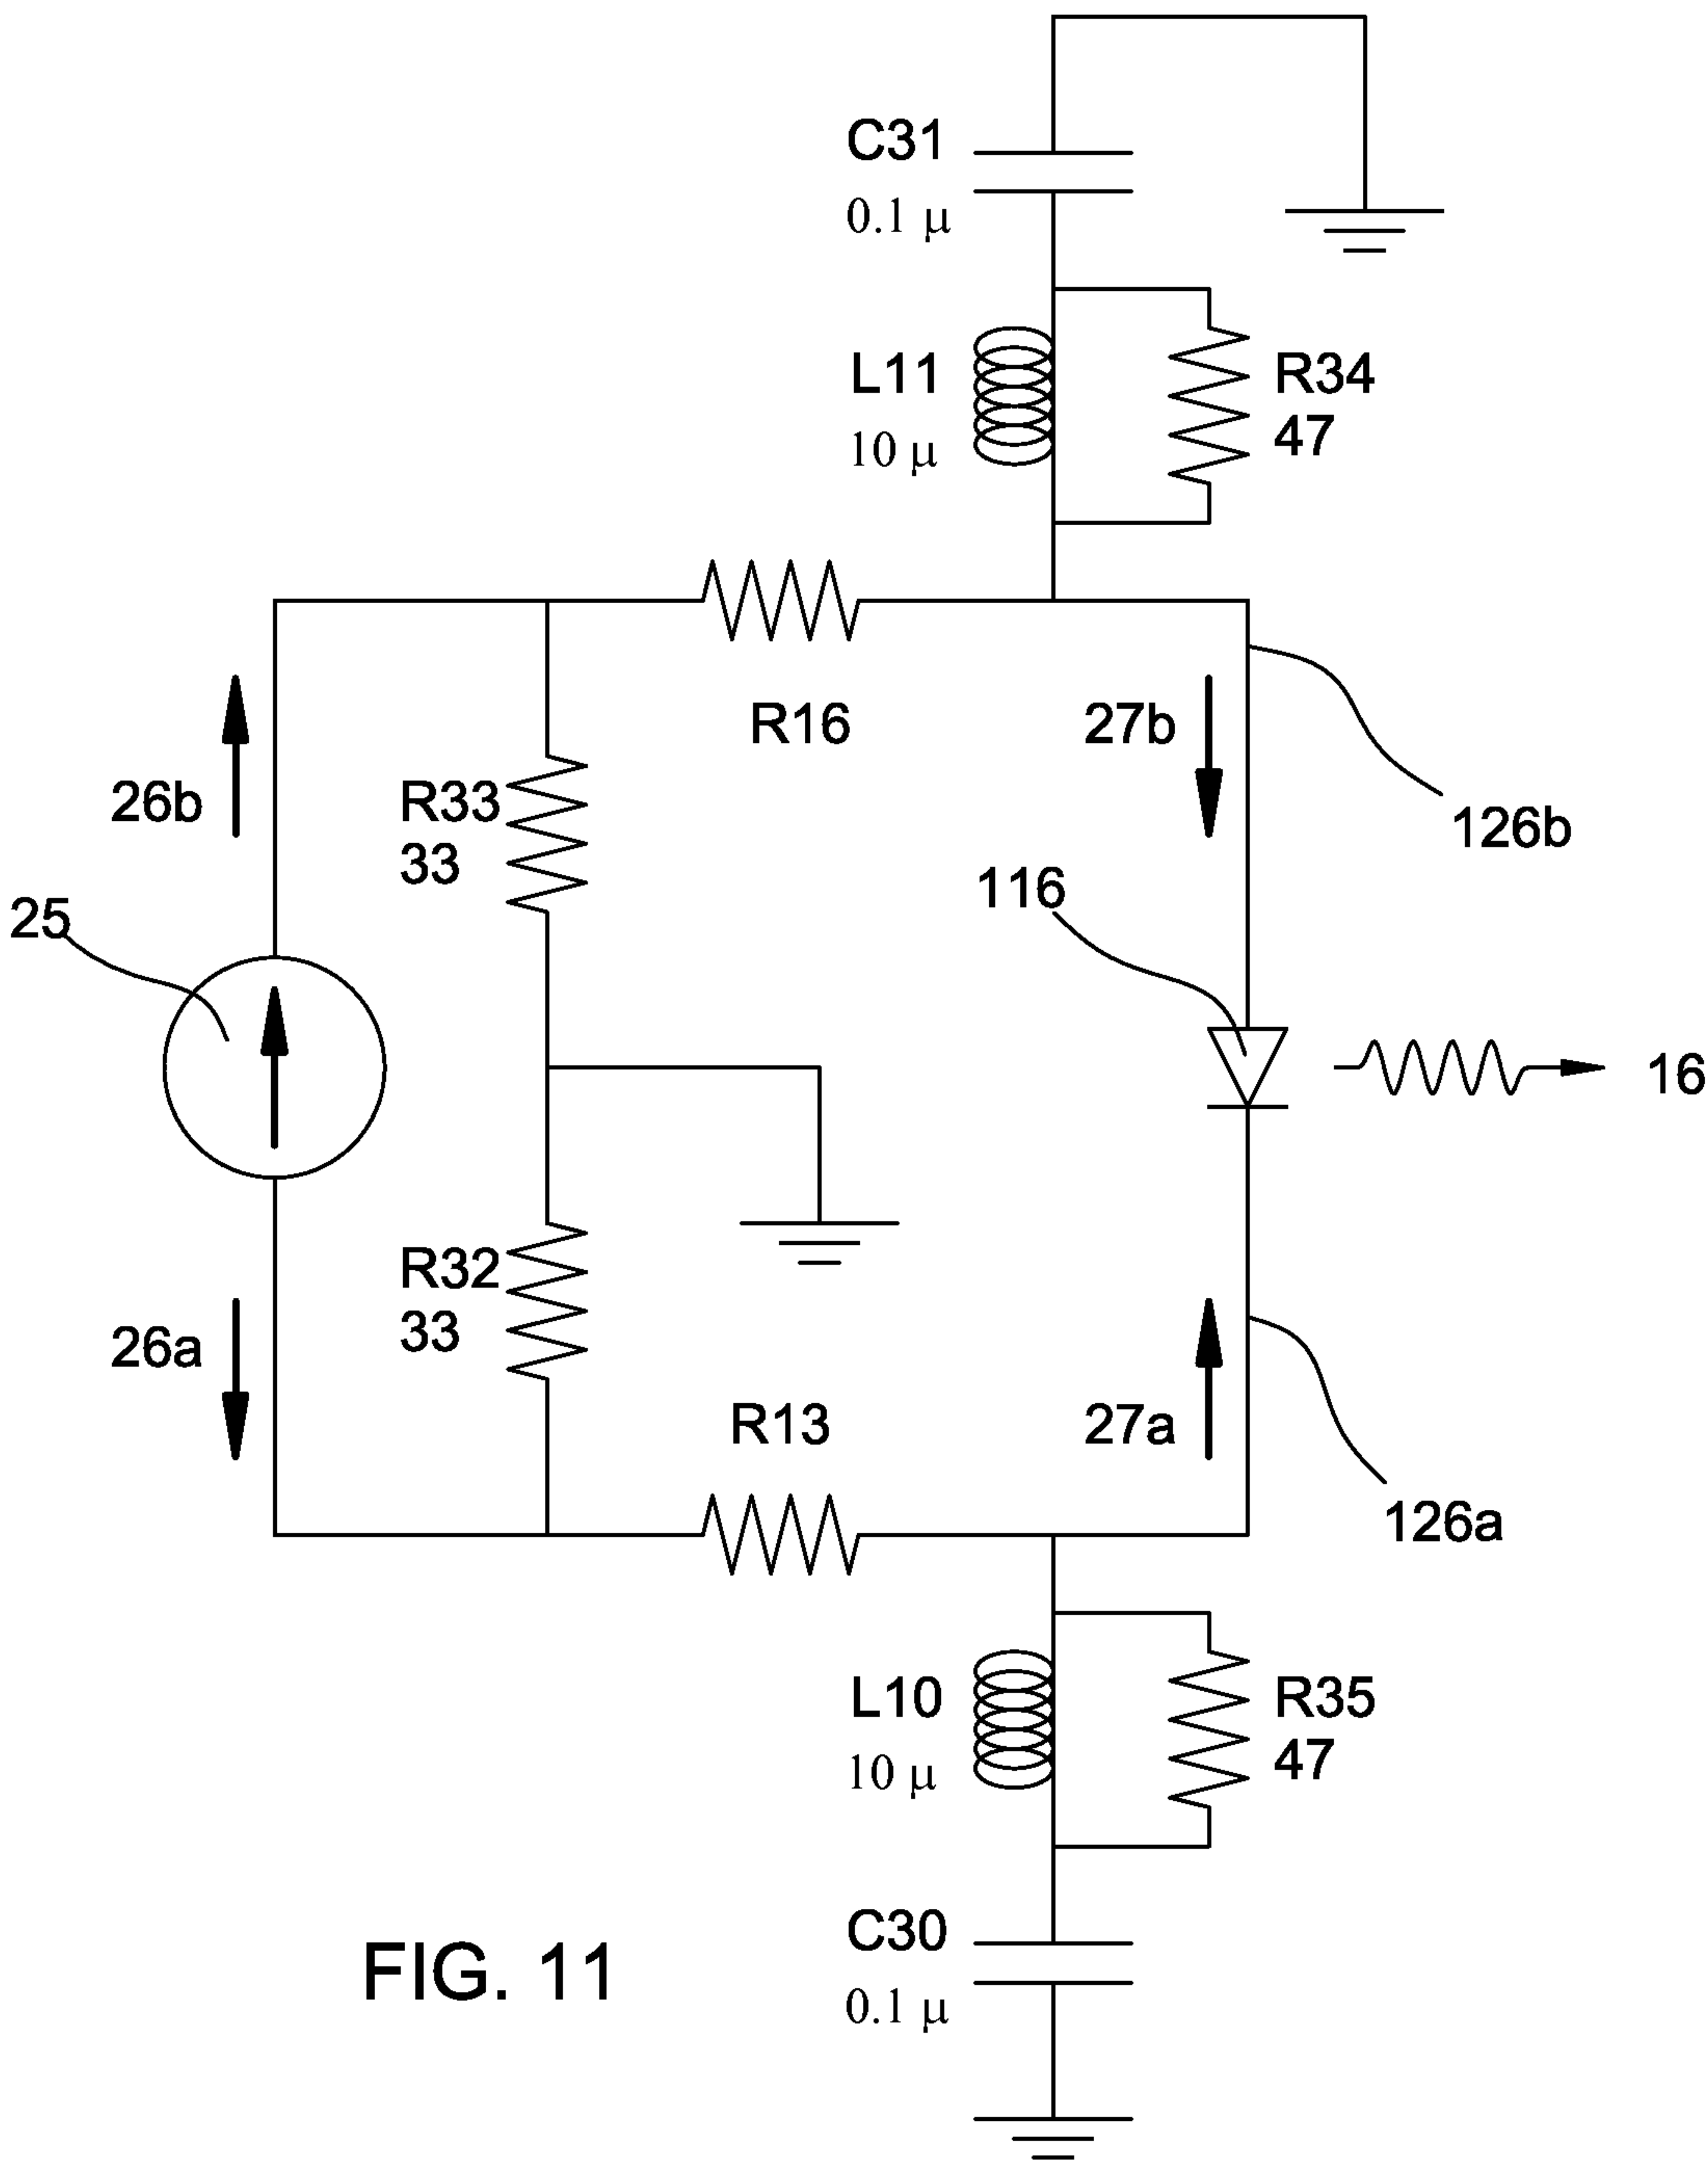 C31
0.1 μ
L11
10 μ
R34
47
R16
27b
26b
R33
33
126b
116
25
16
R32
33
26a
R13
27a
126a
L10
10 μ
R35
47
C30
0.1 μ
FIG. 11